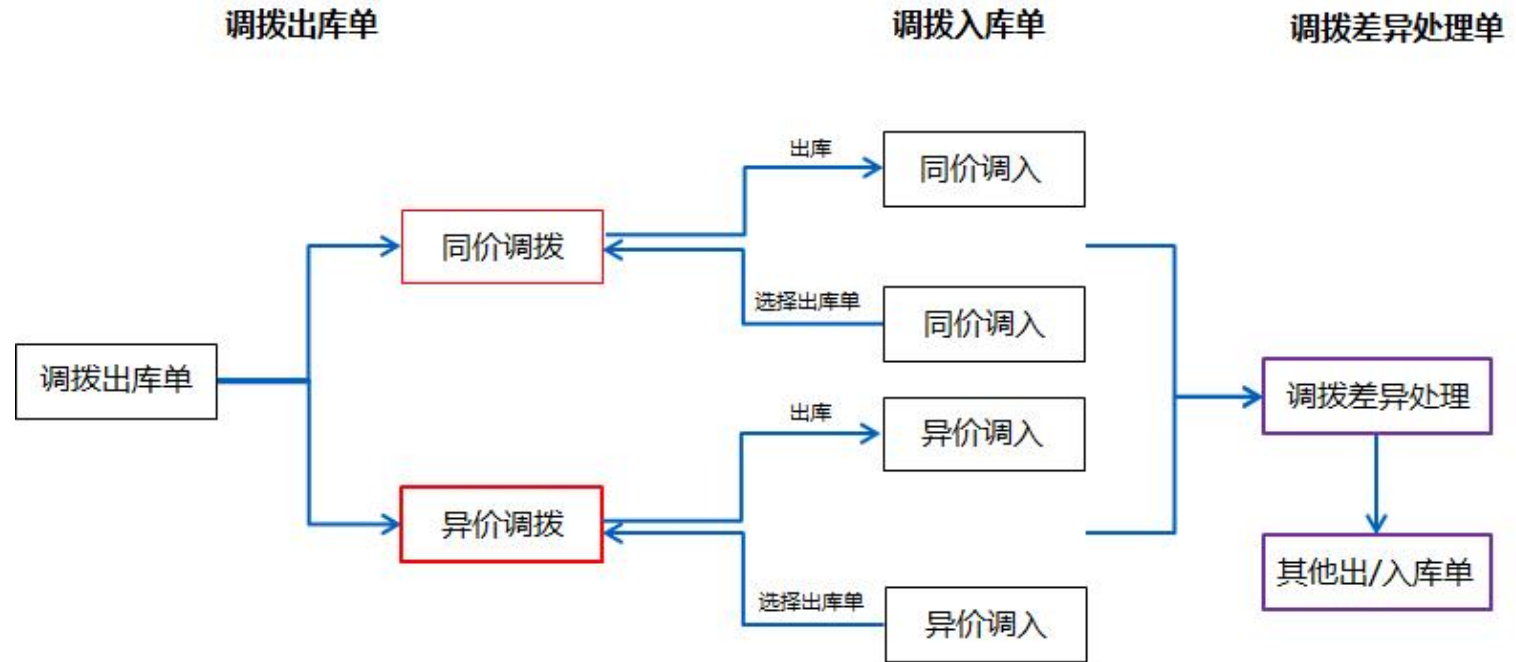 调拨出库单
调拨入库单
调拨差异处理单
出库
同价调入
同价调拨
选择出库单
同价调入
调拨出库单
调拨差异处理
出库
异价调入
异价调拨
其他出/入库单
选择出库单
异价调入